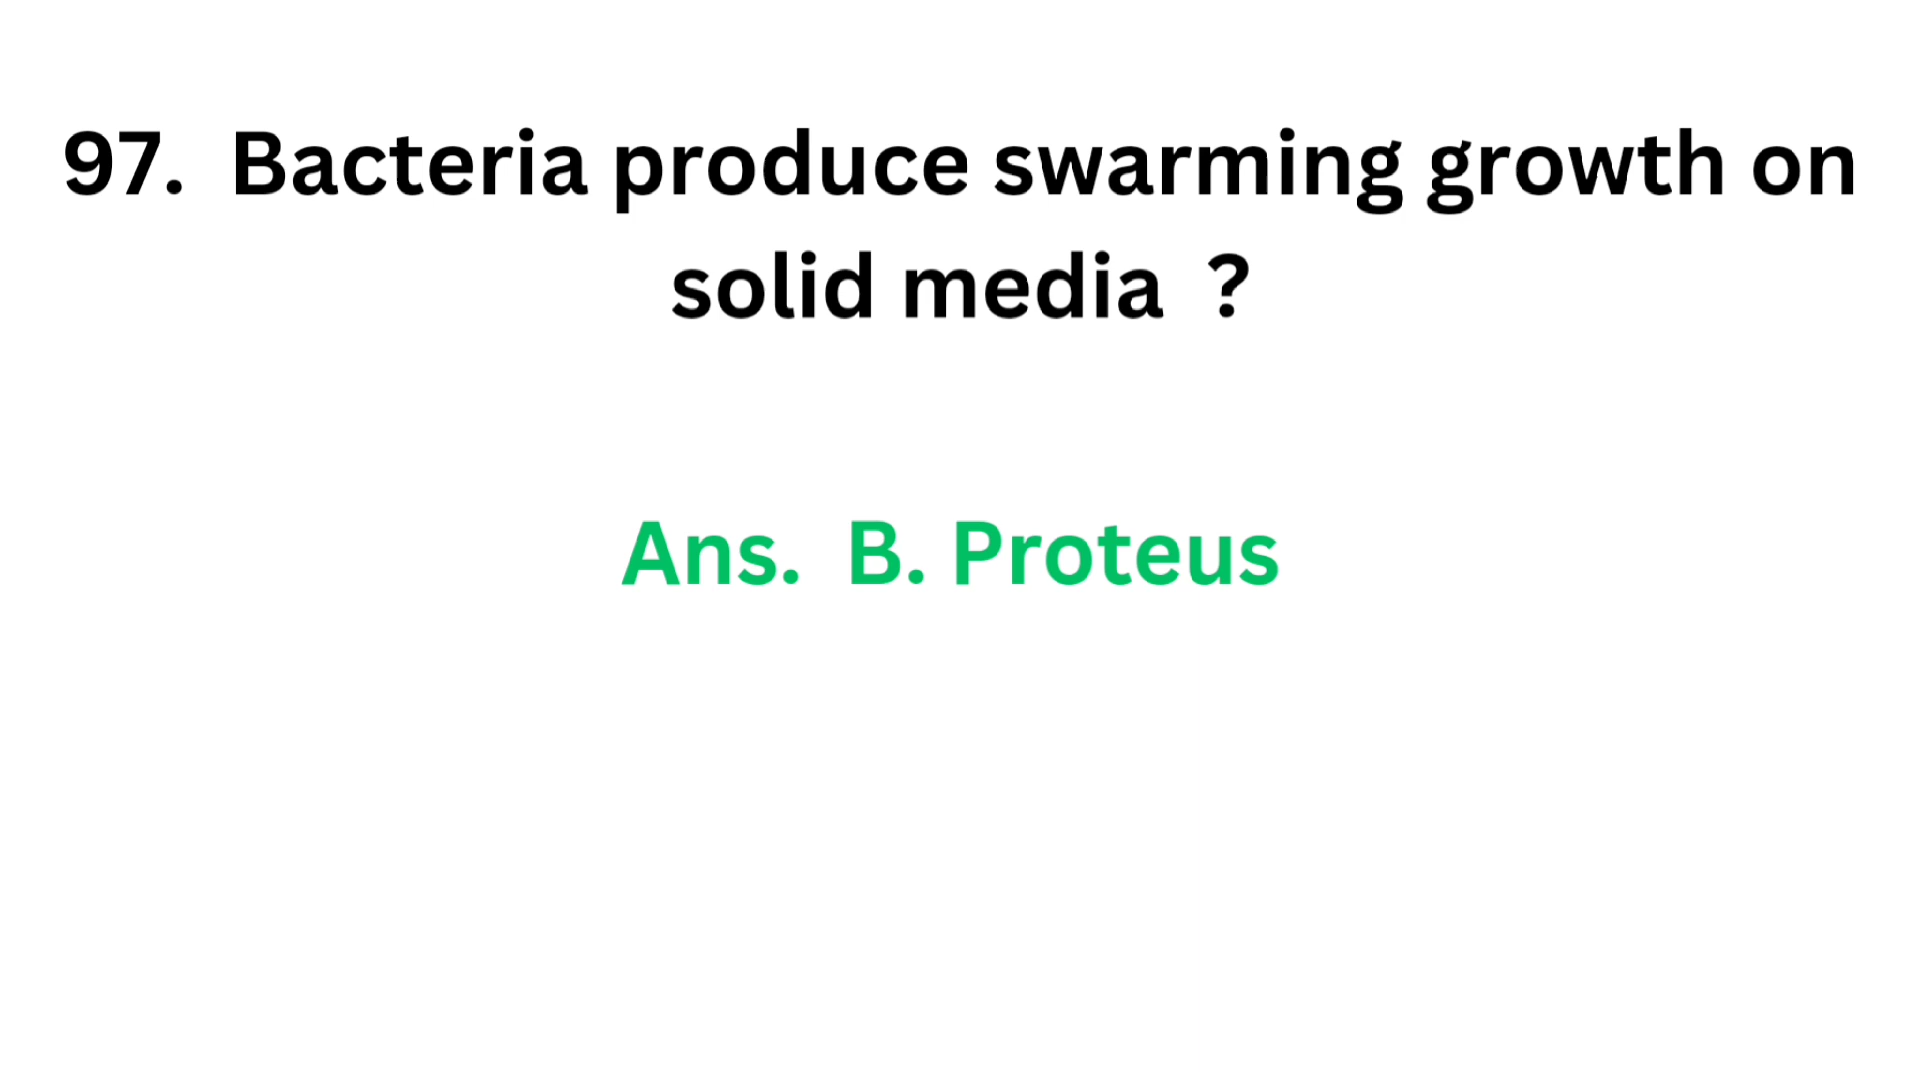 97. Bacteria produce swarming growth on
solid media ?
Ans. B. Proteus